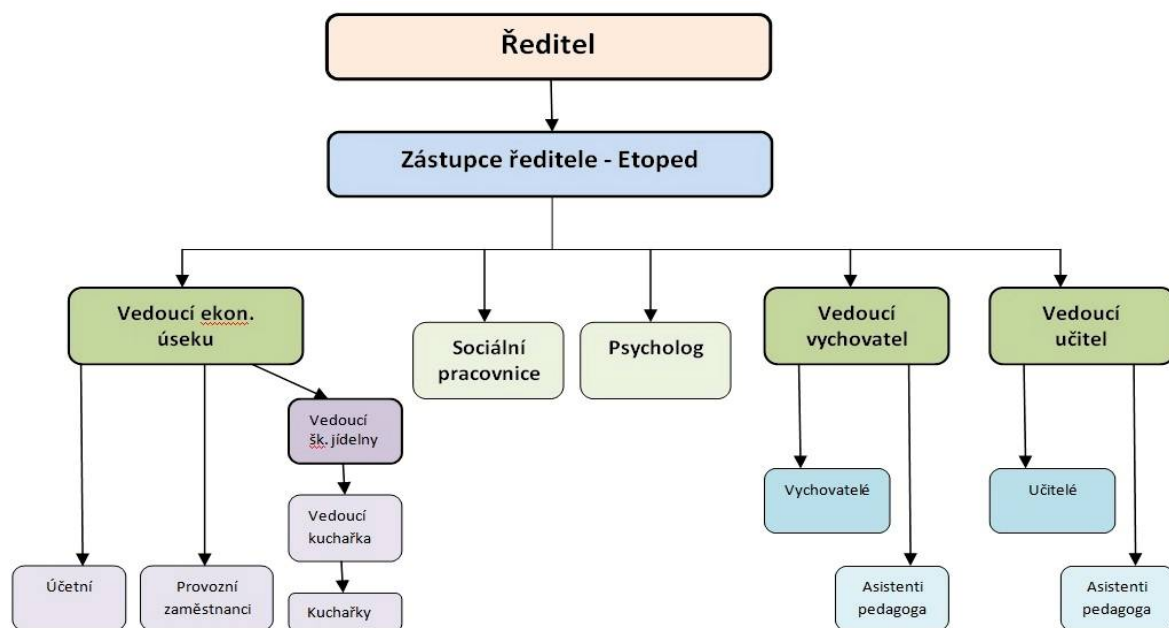 Ředitel
Zástupce ředitele - Etoped
Vedoucí ekon.
úseku
Sociální
pracovnice
Psycholog
Vedoucí
vychovatel
Vedoucí
učitel
Vedoucí
šk. jídelny
Vedoucí
kuchařka
Vychovatelé
Učitelé
Účetní
Provozní
zaměstnanci
Kuchařky
Asistenti
pedagoga
Asistenti
pedagoga